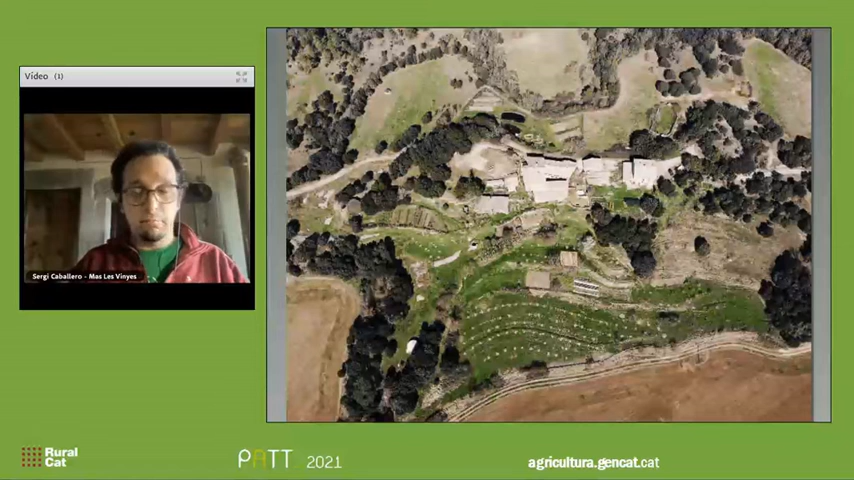 Vídeo (1)
Sergi Caballero - Mas Les Vinyes
Rural
Cat
PATT 2021
agricultura.gencat.cat